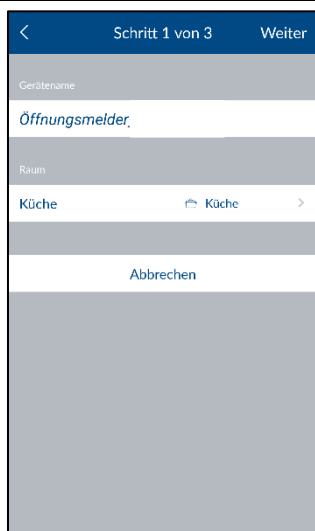 Schritt 1 von 3 Weiter
Gerätename
Öffnungsmelder
Raum
Küche Küche
Abbrechen